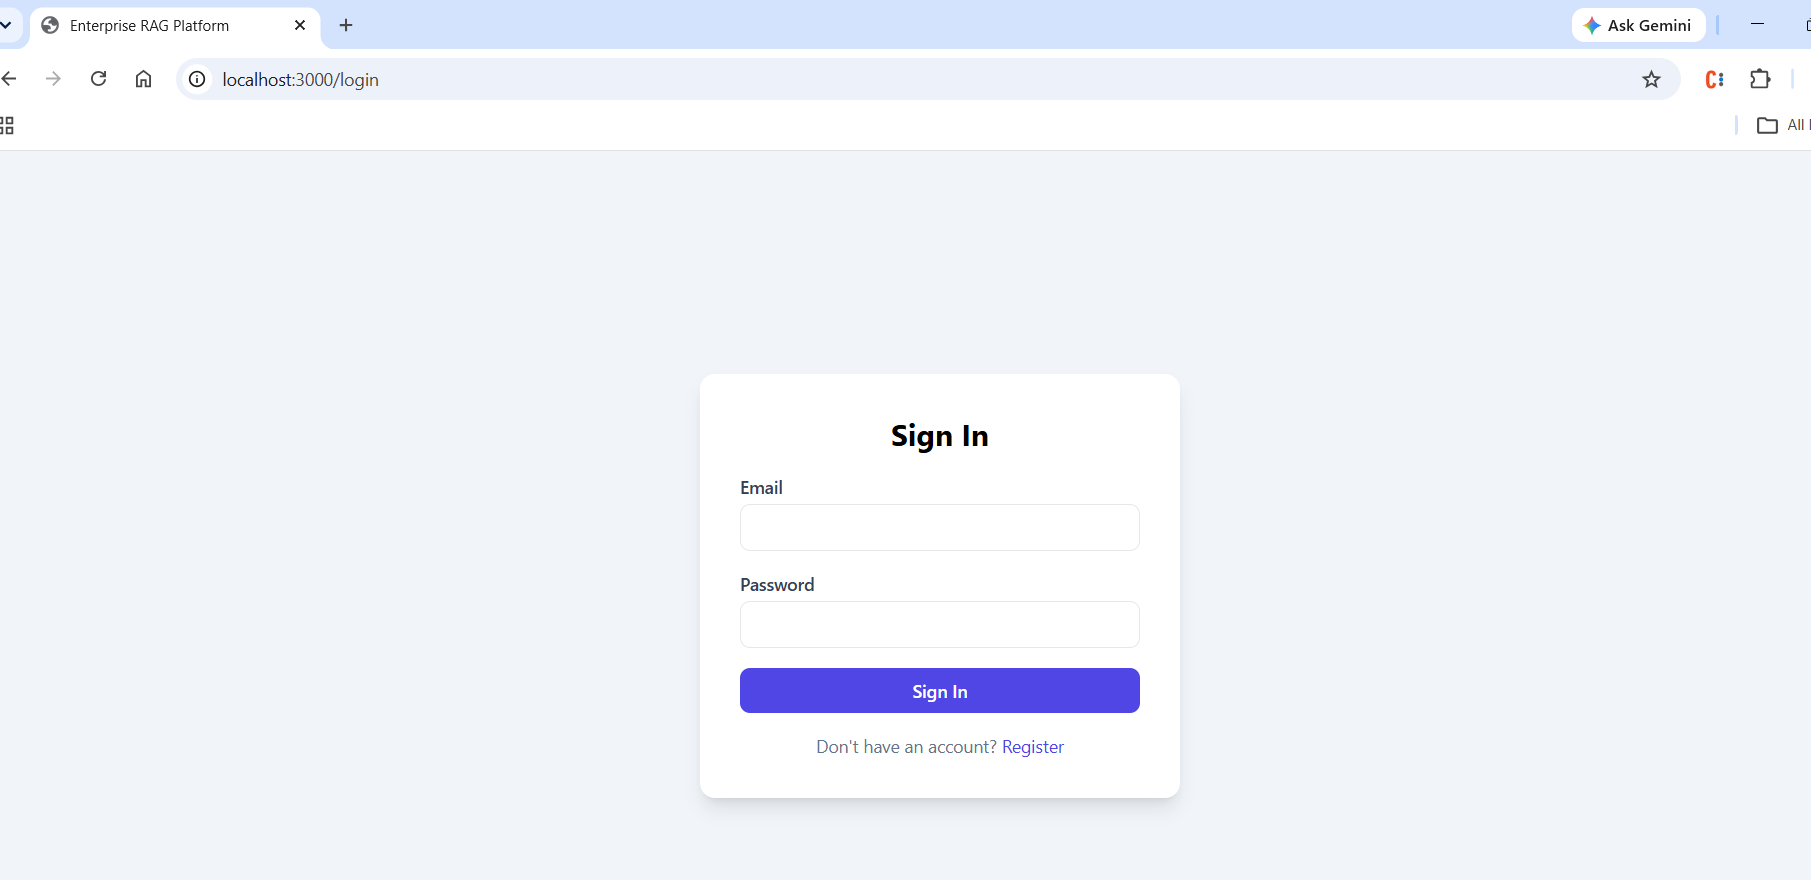 Enterprise RAG Platform
Ask Gemini
localhost:3000/login
All
Sign In
Email
Password
Sign In
Don't have an account? Register